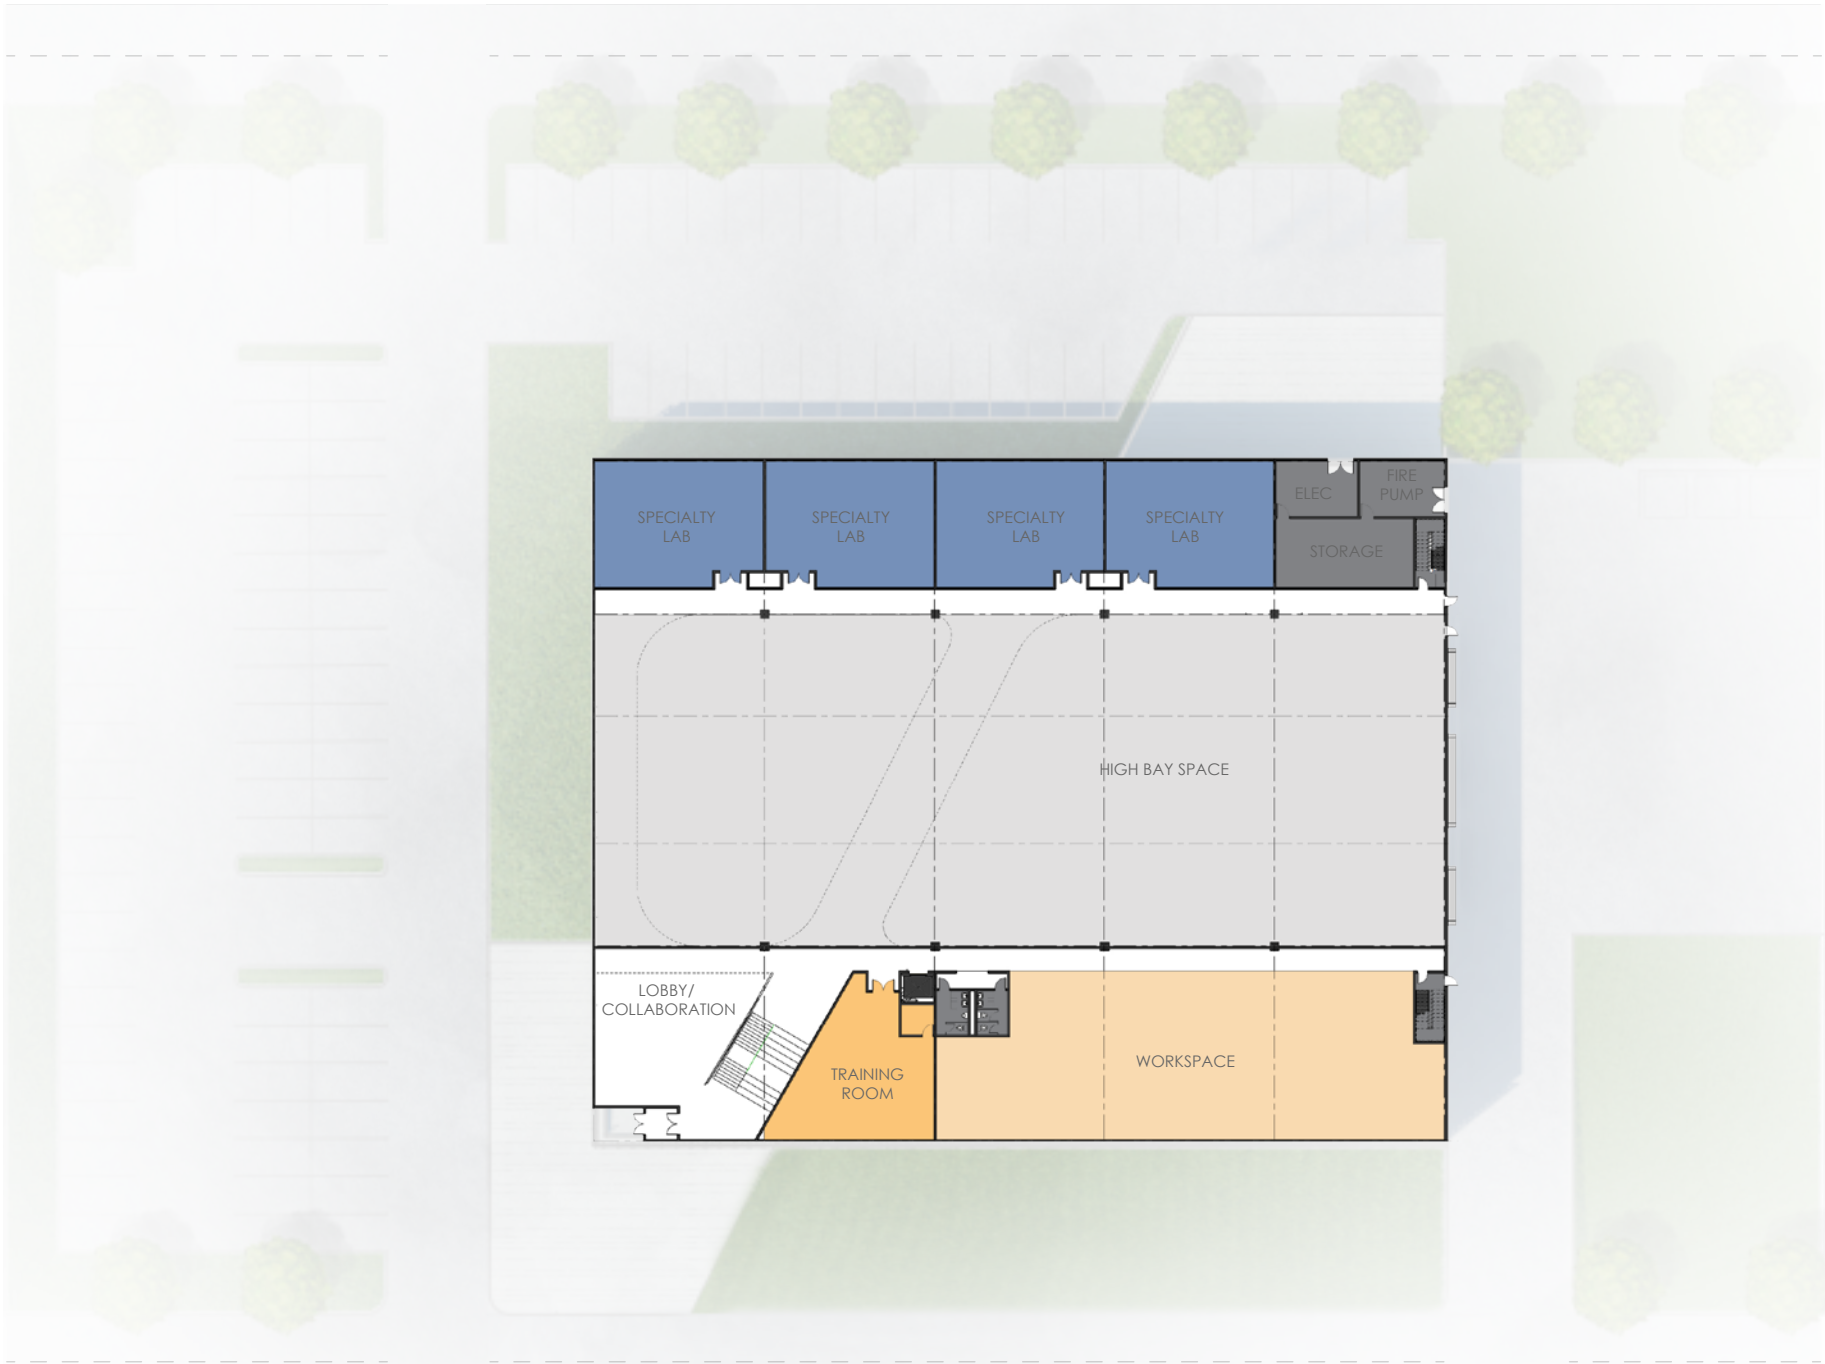 SPECIALTY
LAB
SPECIALTY
LAB
SPECIALTY
LAB
SPECIALTY
LAB
ELEC
FIRE
PUMP
STORAGE
HIGH BAY SPACE
LOBBY/
COLLABORATION
TRAINING
ROOM
WORKSPACE